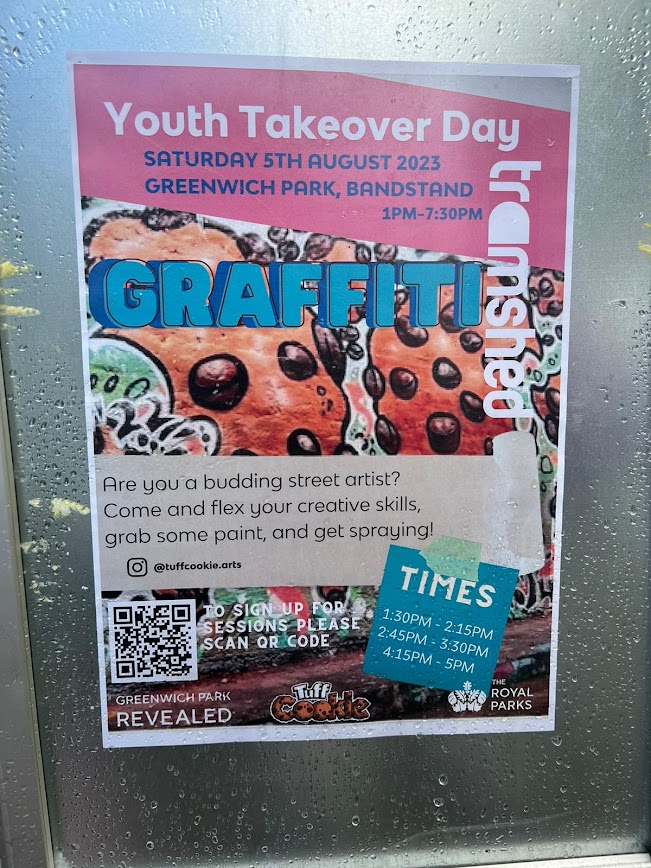 Youth Takeover Day
SATURDAY 5TH AUGUST 2023
GREENWICH PARK, BANDSTAND
1PM-7:30PM
tramshed
GRAFFITI
Are you a budding street artist?
Come and flex your creative skills,
grab some paint, and get spraying!
@tuffcookie.arts
TO SIGN UP FOR
SESSIONS PLEASE
SCAN QR CODE
TIMES
1:30PM - 2:15PM
2:45PM - 3:30PM
4:15PM - 5PM
GREENWICH PARK
REVEALED
Tuff
Cookie
THE
ROYAL
PARKS